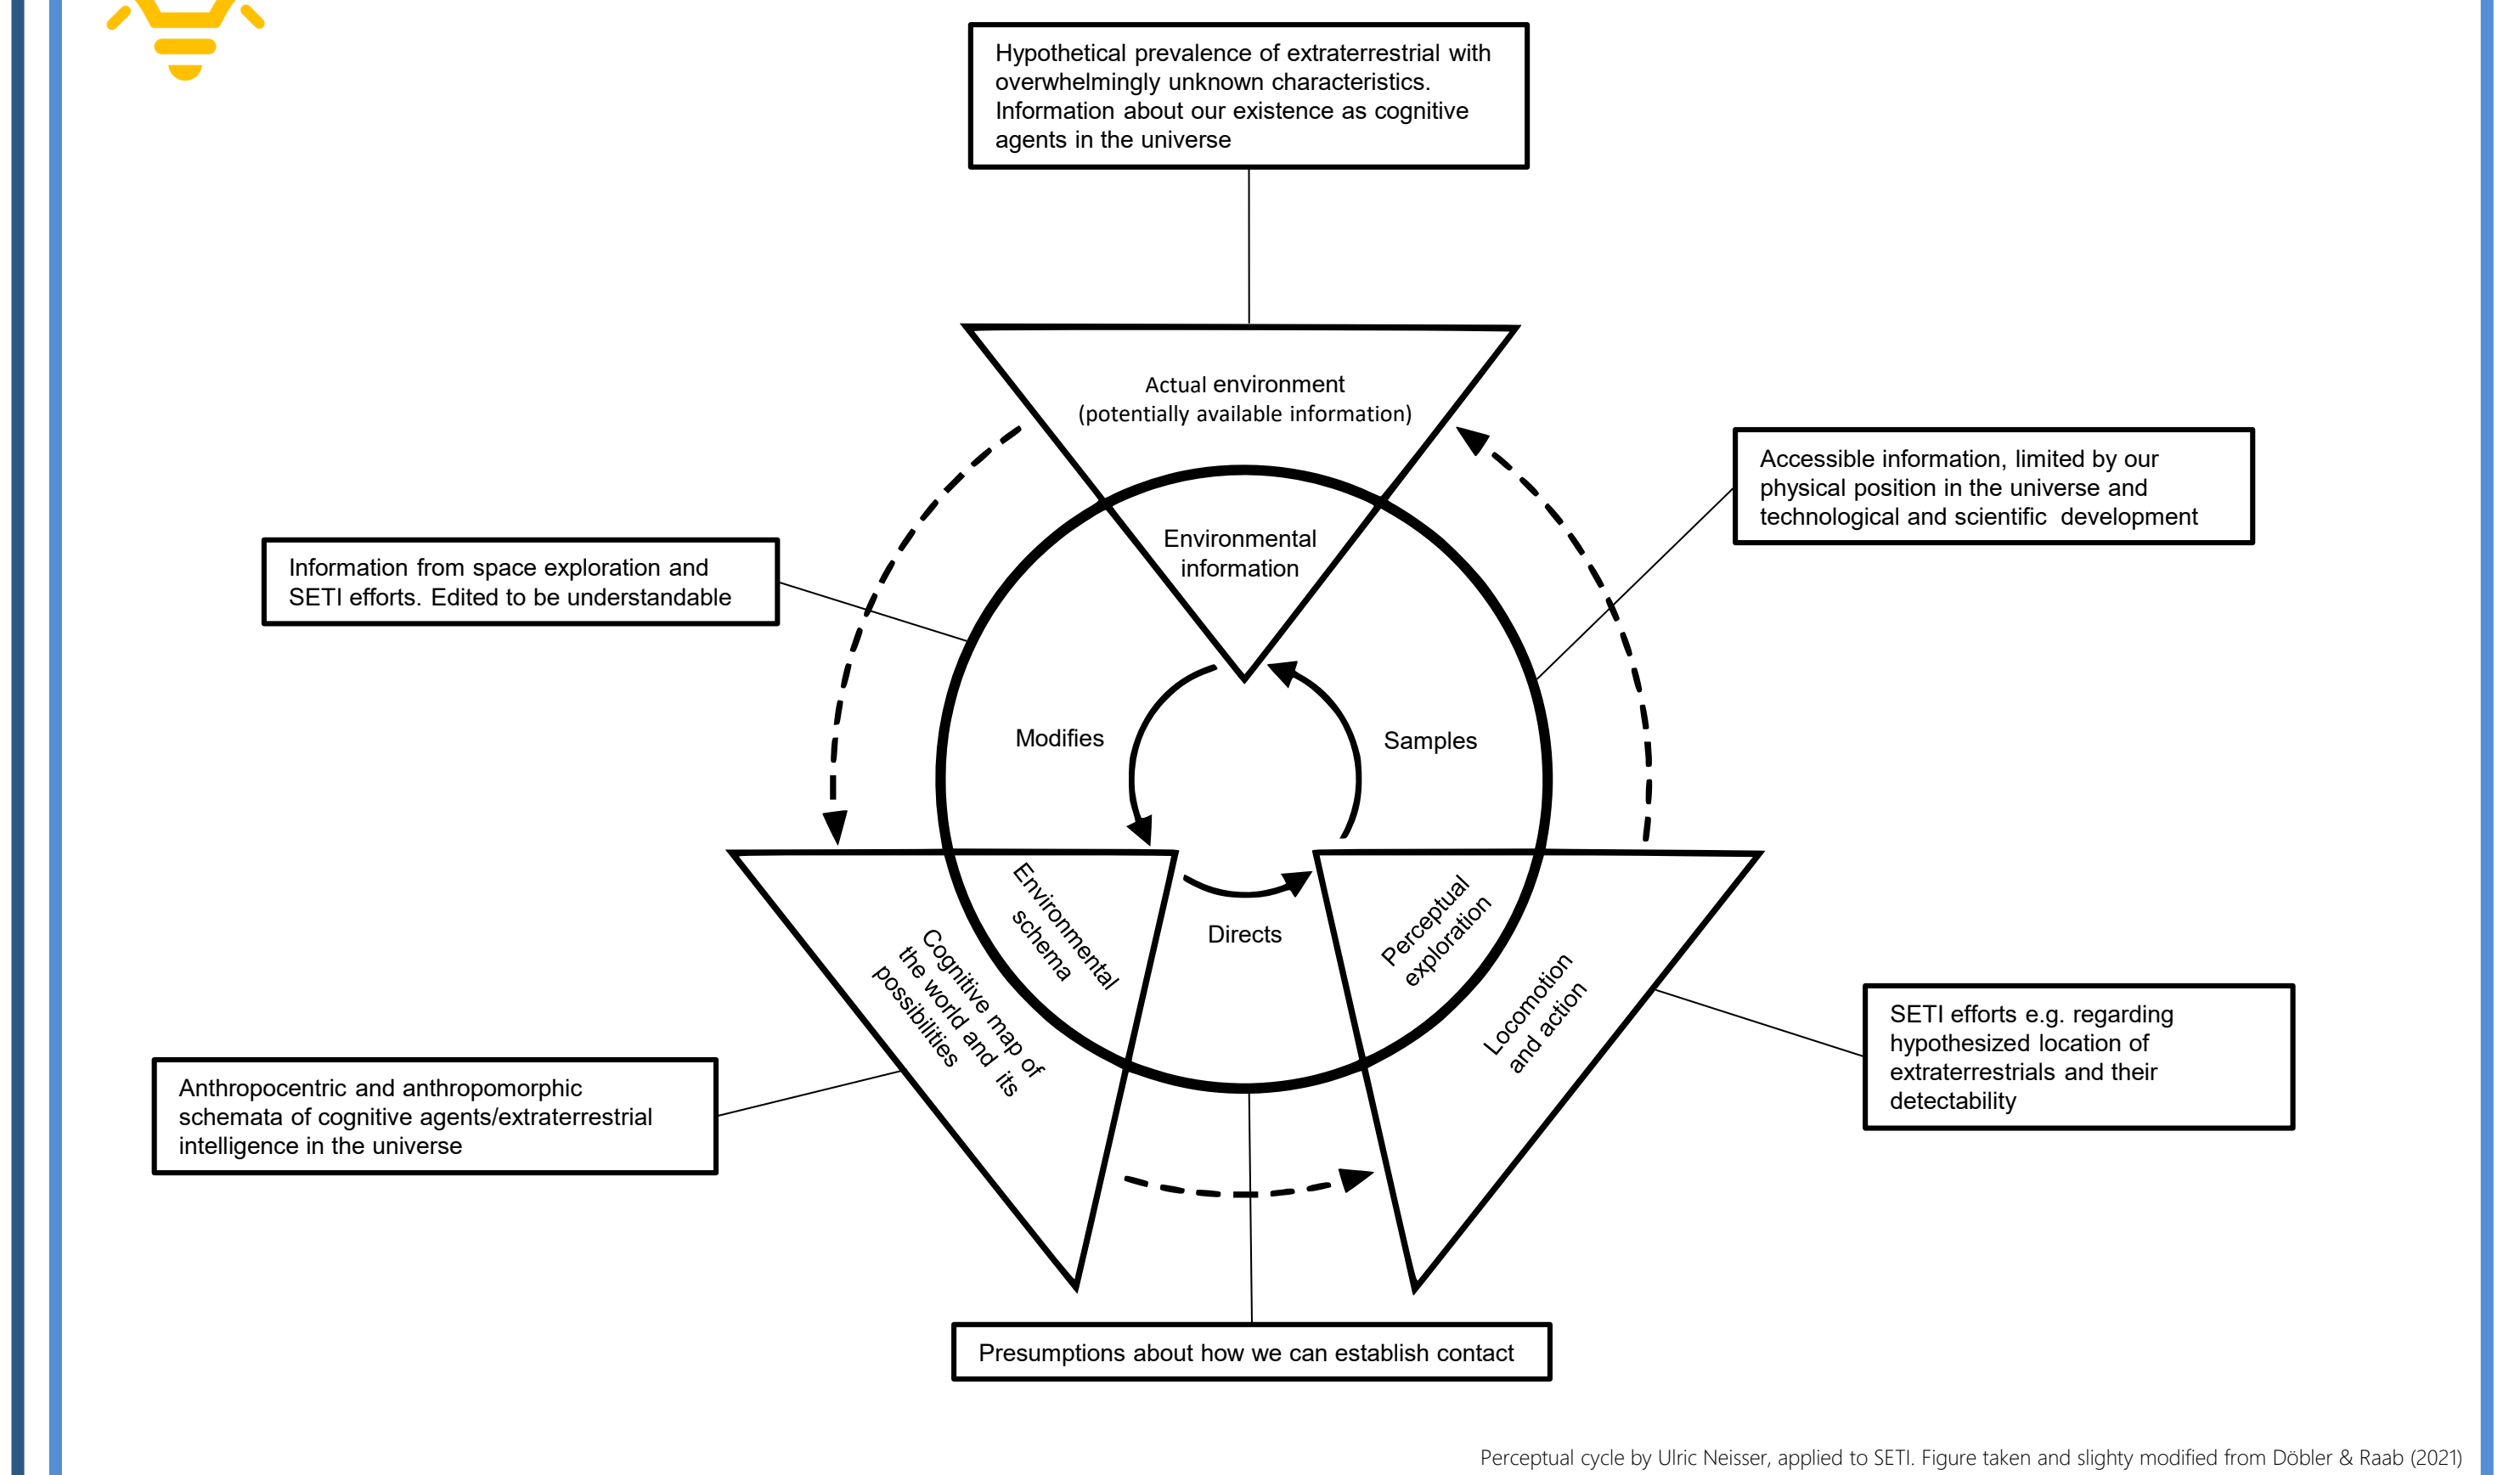 Hypothetical prevalence of extraterrestrial with
overwhelmingly unknown characteristics.
Information about our existence as cognitive
agents in the universe
Actual environment
(potentially available information)
Accessible information, limited by our
physical position in the universe and
technological and scientific development
Environmental
information
Information from space exploration and
SETI efforts. Edited to be understandable
Modifies
Samples
Environmental
schema
Cognitive map of
the world and its
possibilities
Directs
Perceptual
exploration
Locomotion
and action
SETI efforts e.g. regarding
hypothesized location of
extraterrestrials and their
detectability
Anthropocentric and anthropomorphic
schemata of cognitive agents/extraterrestrial
intelligence in the universe
Presumptions about how we can establish contact
Perceptual cycle by Ulric Neisser, applied to SETI. Figure taken and slighty modified from Döbler & Raab (2021)